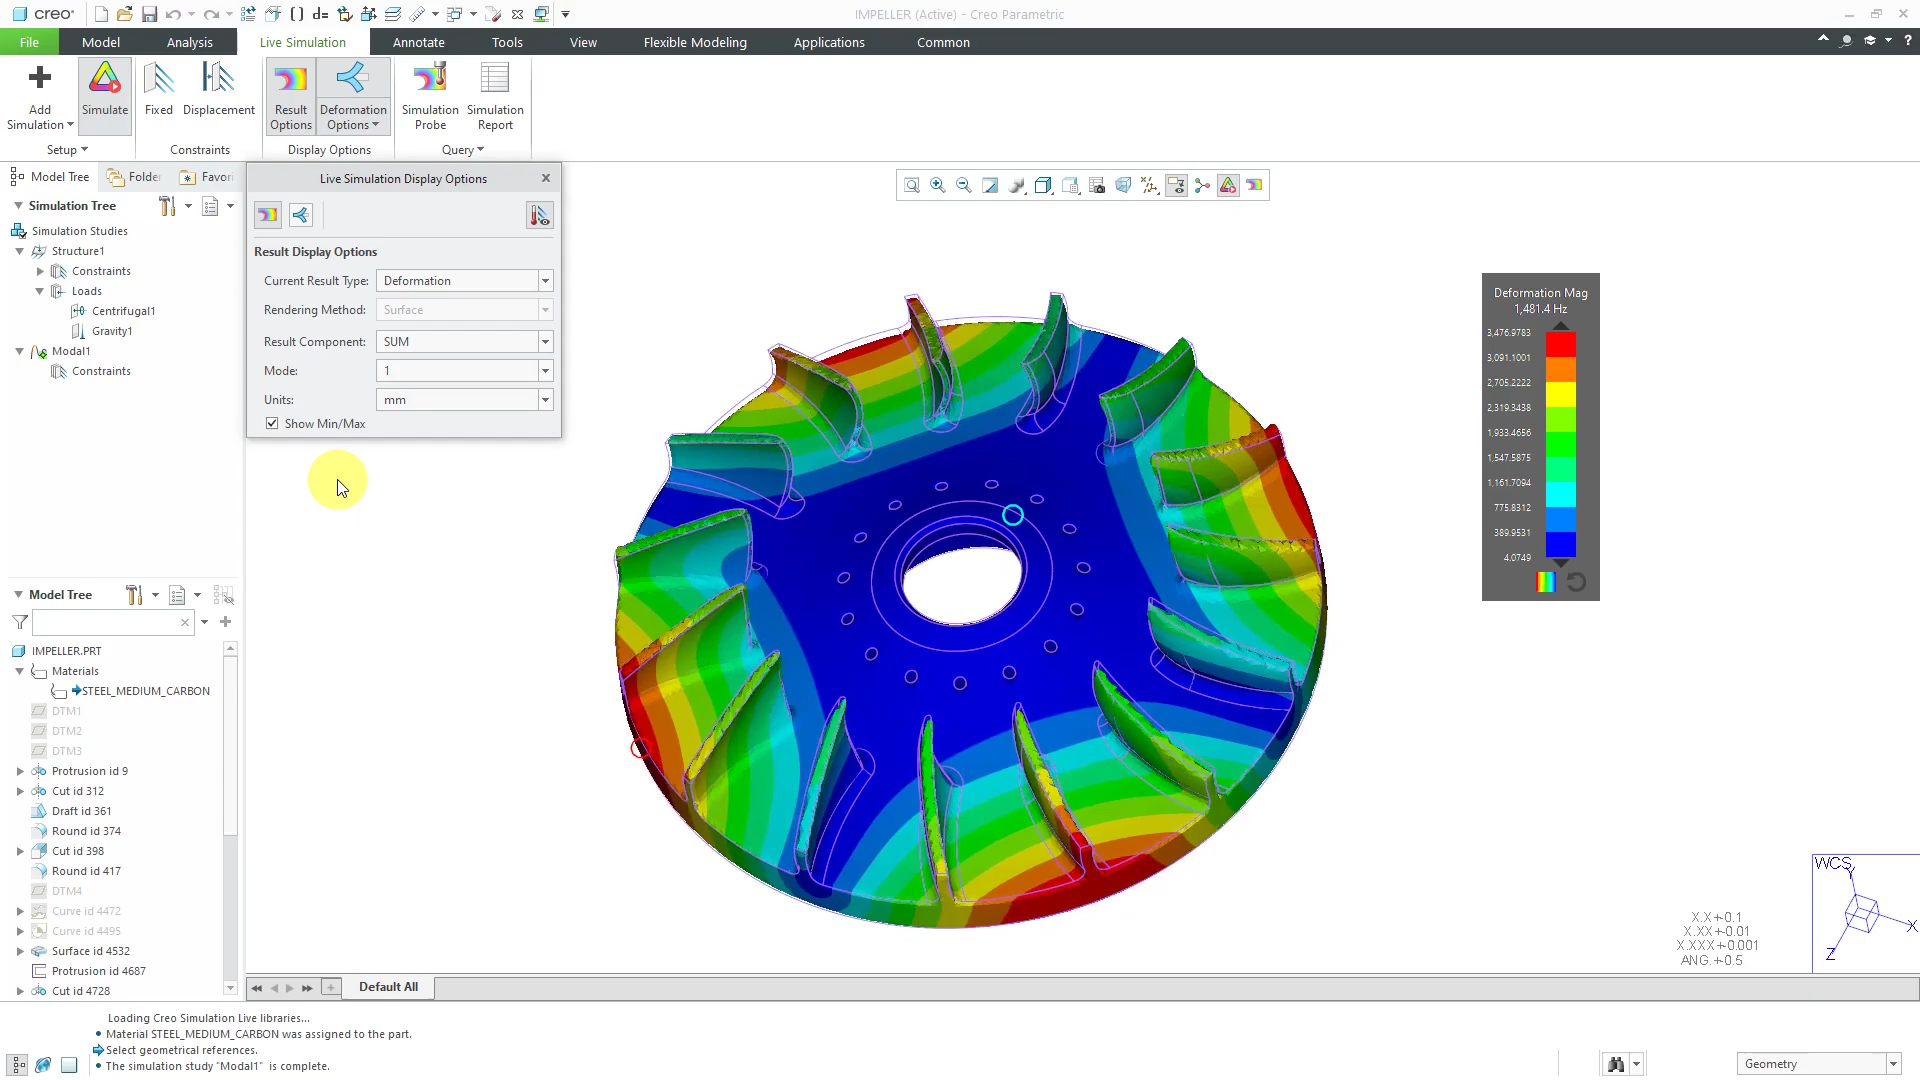 creo®
IMPELLER (Active) - Creo Parametric
File
Model
Analysis
Live Simulation
Annotate
Tools
View
Flexible Modeling
Applications
Common
Add
Simulation
Simulate
Fixed
Displacement
Result
Options
Deformation
Options
Simulation
Probe
Simulation
Report
Setup
Constraints
Display Options
Query
Model Tree
Folder
Favori
Simulation Tree
Simulation Studies
Structure1
Constraints
Loads
Centrifugal1
Gravity1
Modal1
Constraints
Live Simulation Display Options
Result Display Options
Current Result Type: Deformation
Rendering Method: Surface
Result Component: SUM
Mode: 1
Units: mm
Show Min/Max
Deformation Mag
1,481.4 Hz
3,476.9783
3,091.1001
2,705.2222
2,319.3438
1,933.4656
1,547.5875
1,161.7094
775.8312
389.9531
4.0749
Model Tree
IMPELLER.PRT
Materials
STEEL_MEDIUM_CARBON
DTM1
DTM2
DTM3
Protrusion id 9
Cut id 312
Draft id 361
Round id 374
Cut id 398
Round id 417
DTM4
Curve id 4472
Curve id 4495
Surface id 4532
Protrusion id 4687
Cut id 4728
WCS
Y
X
Z
X.X+-0.1
X.XX+-0.01
X.XXX+-0.001
ANG.+-0.5
Default All
Loading Creo Simulation Live libraries...
• Material STEEL_MEDIUM_CARBON was assigned to the part.
Select geometrical references.
• The simulation study "Modal1" is complete.
Geometry